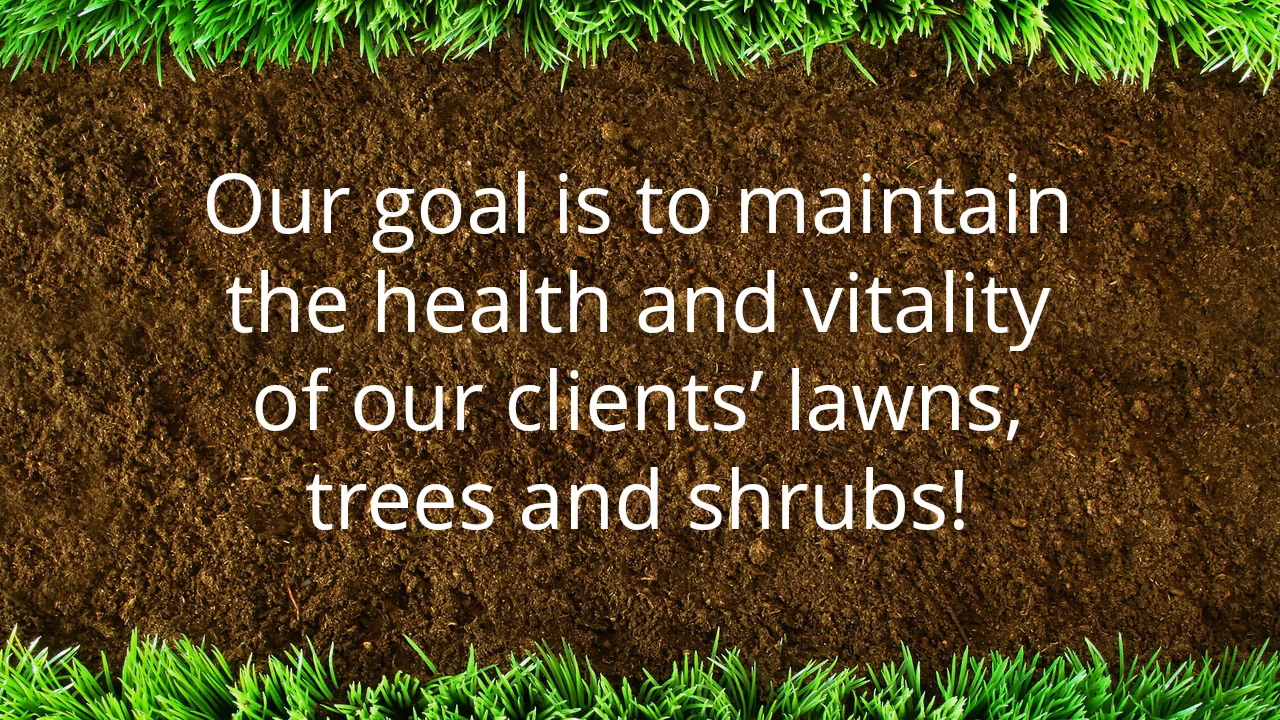 Our goal is to maintain
the health and vitality
of our clients’ lawns,
trees and shrubs!